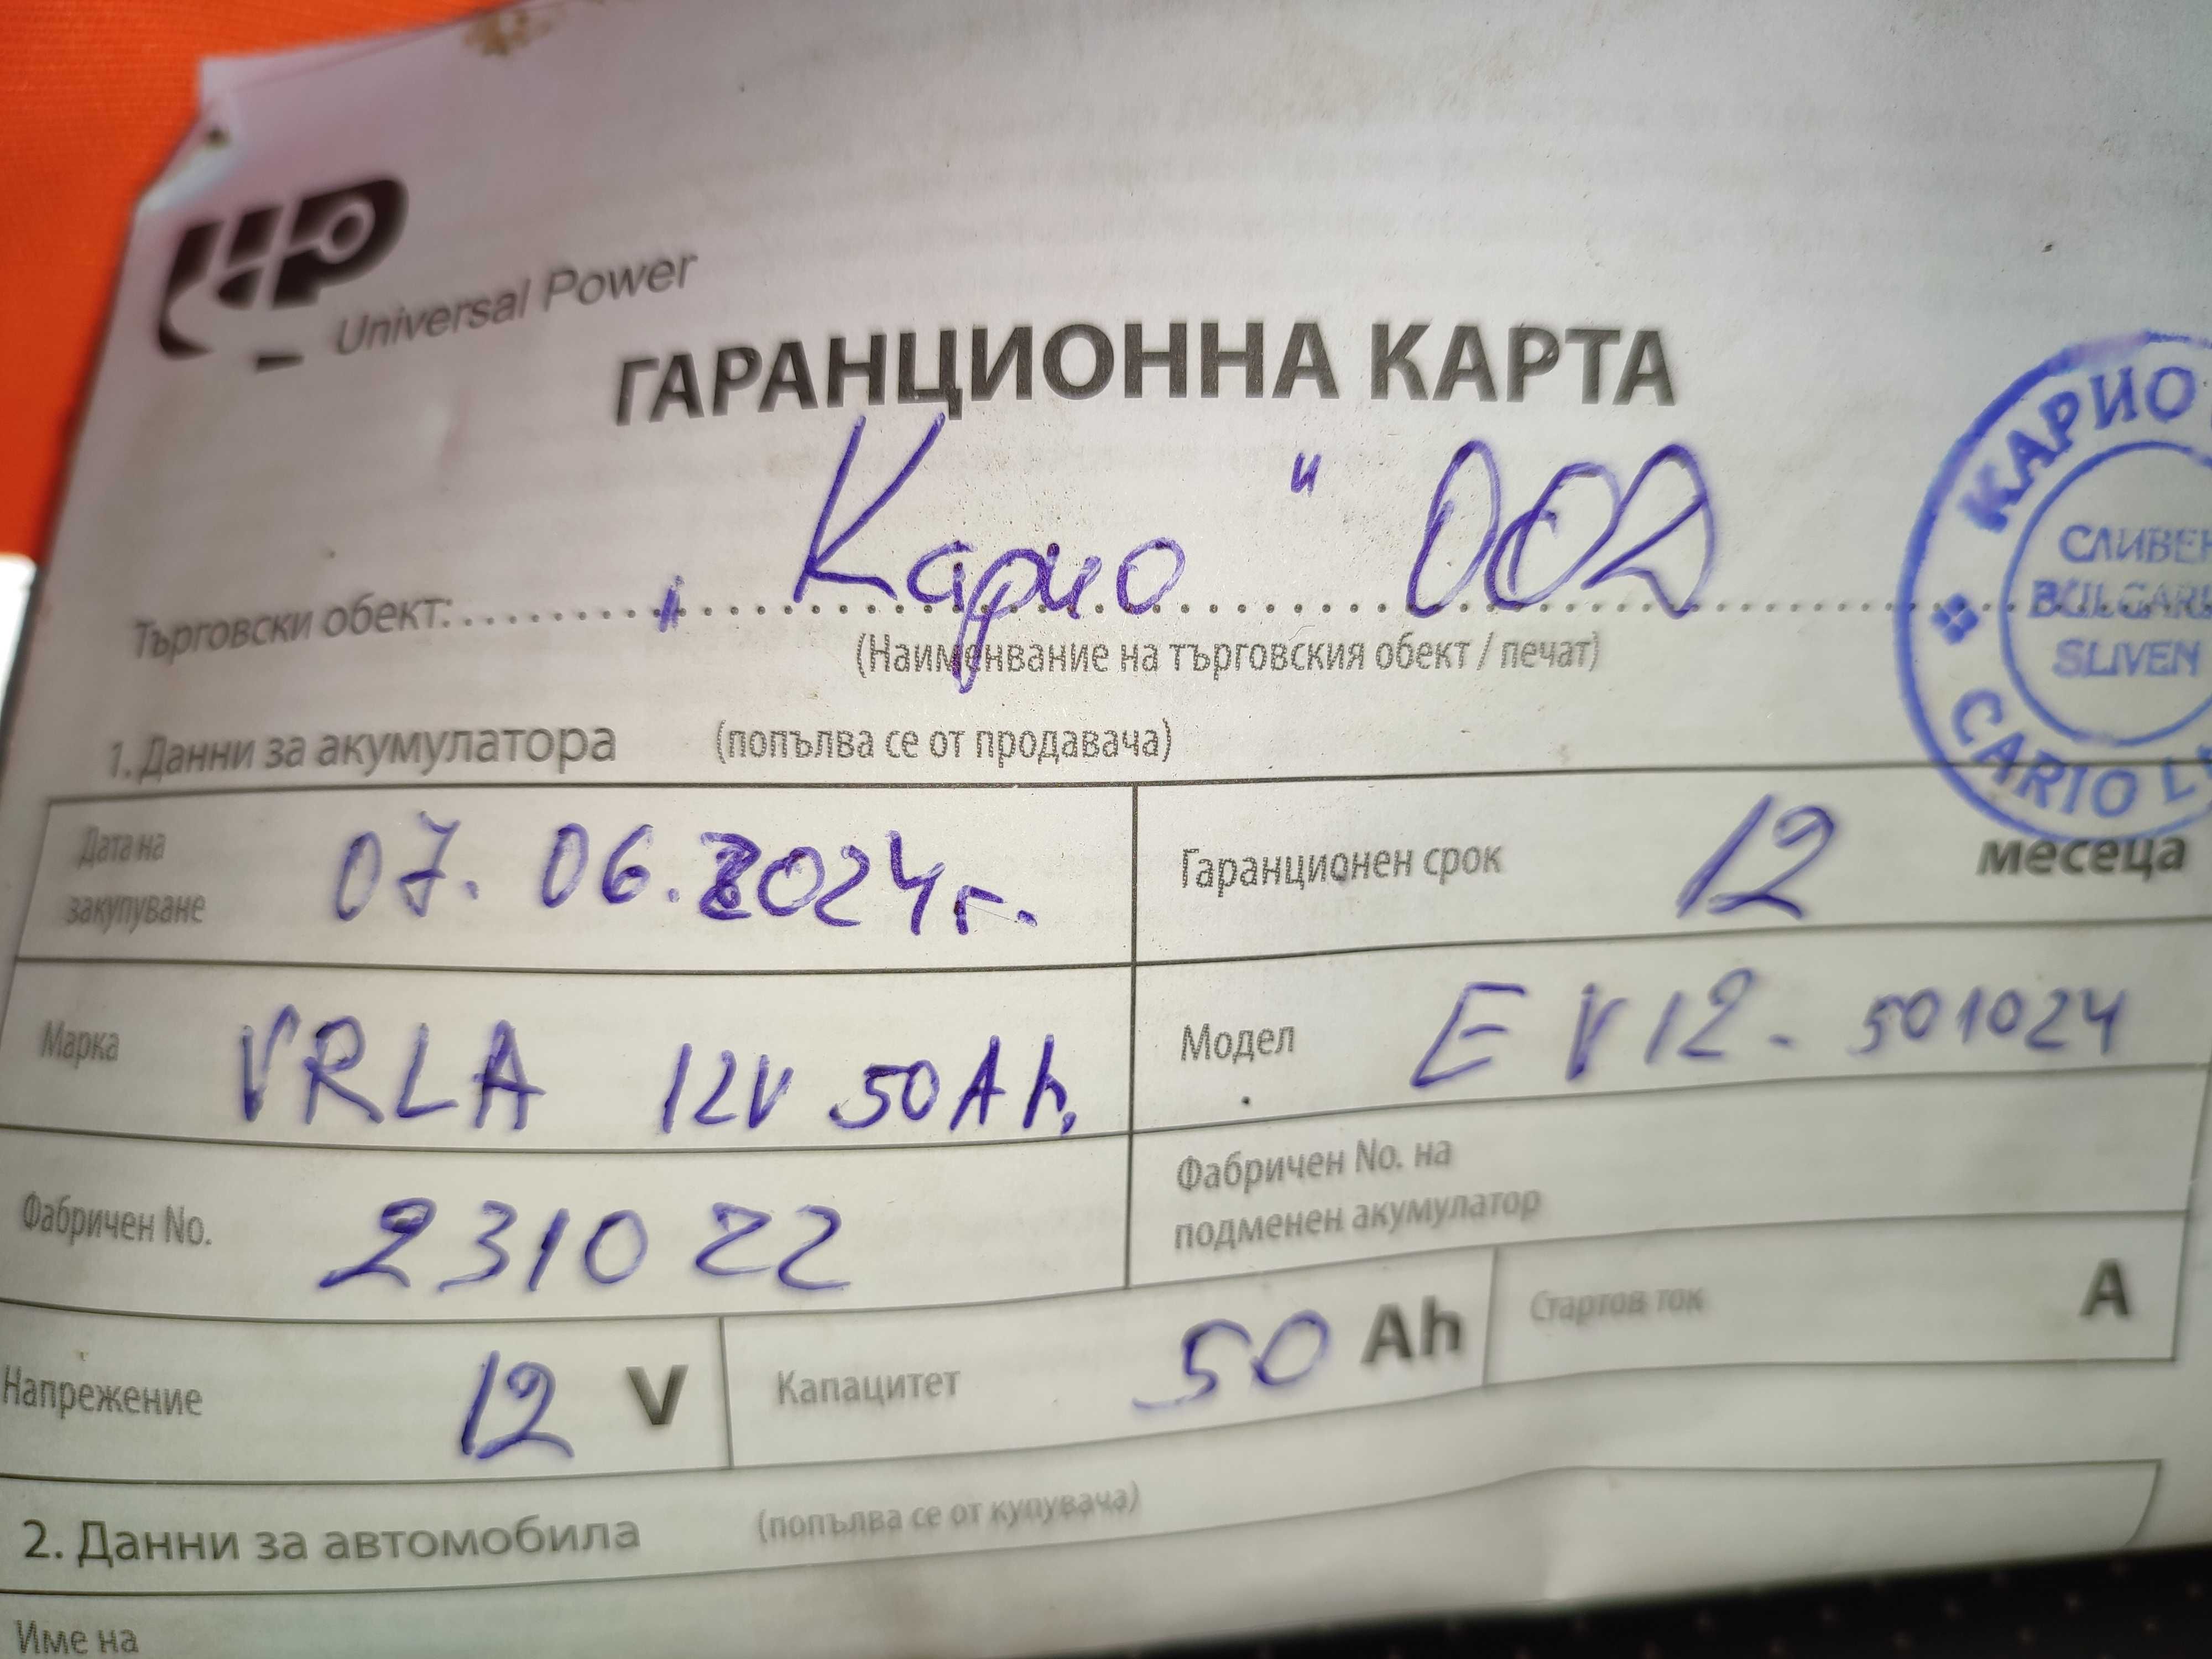 UP
Universal Power
ГАРАНЦИОННА КАРТА
Търговски обект: „Карио“ ООД
(Наименвание на търговския обект / печат)
КАРИО
СЛИВЕН
BULGARI
SLIVEN
CARIO L
1. Данни за акумулатора (попълва се от продавача)
Дата на закупуване 07.06.2024г. Гаранционен срок 12 месеца
Марка VRLA 12V 50Ah. Модел EV12-501024
Фабричен No. 231022 Фабричен No. на
подменен акумулатор
Напрежение 12 V Капацитет 50 Ah Стартов ток A
2. Данни за автомобила (попълва се от купувача)
Име на